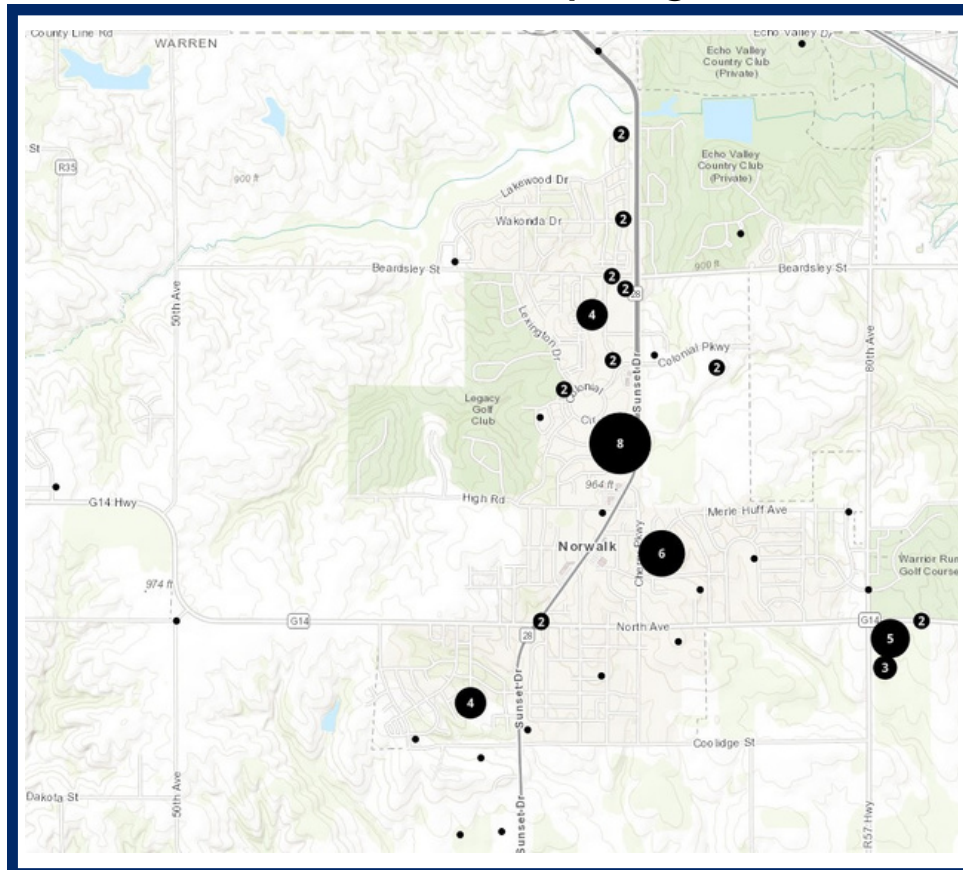 County Line Rd
WARREN
Echo Valley Dr
Echo Valley
Country Club
(Private)
St
R35
2
Echo Valley
Country Club
(Private)
900 ft
Lakewood Dr
Wakonda Dr
2
Beardsley St
900 ft
Beardsley St
2
2
28
50th Ave
4
Lexington Dr
80th Ave
2
Colonial Pkwy
2
Sunset Dr
2
Colonial
Legacy
Golf
Club
Cir
8
964 ft
High Rd
G14 Hwy
Merle Huff Ave
Norwalk
6
Warrior Run
Golf Course
974 ft
G14
2
28
North Ave
G14
2
5
3
4
Sunset Dr
Coolidge St
50th Ave
Dakota St
Sunset Dr
R57 Hwy